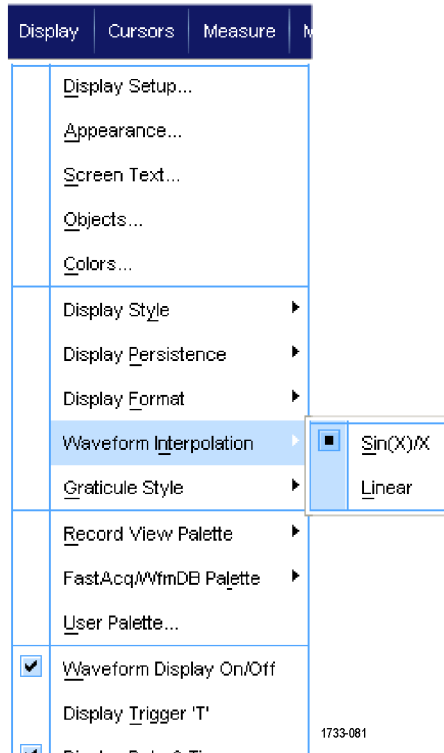 Display Cursors Measure
Display Setup...
Appearance...
Screen Text...
Objects...
Colors...
Display Style
Display Persistence
Display Format
Waveform Interpolation
Sin(X)/X
Graticule Style
Linear
Record View Palette
FastAcq/WfmDB Palette
User Palette...
Waveform Display On/Off
Display Trigger 'T'
1733-081